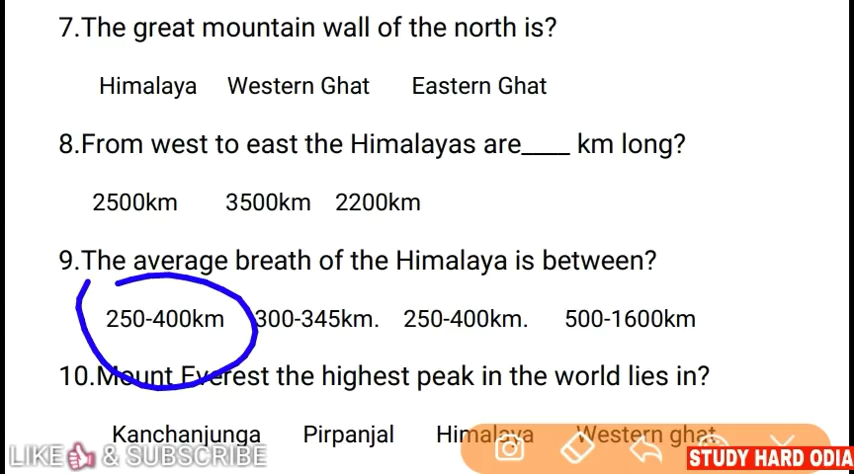 7.The great mountain wall of the north is?
Himalaya Western Ghat Eastern Ghat
8.From west to east the Himalayas are____ km long?
2500km 3500km 2200km
9.The average breath of the Himalaya is between?
250-400km 300-345km. 250-400km. 500-1600km
10.Mount Everest the highest peak in the world lies in?
Kanchanjunga Pirpanjal Himalaya Western ghat
LIKE & SUBSCRIBE
STUDY HARD ODIA